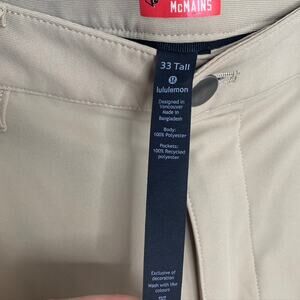 McMAINS
33 Tall
lululemon
Designed in
Vancouver
Made in
Bangladesh
Body:
100% Polyester
Pockets:
100% Recycled
polyester
Exclusive of
decoration
Wash with like
colours